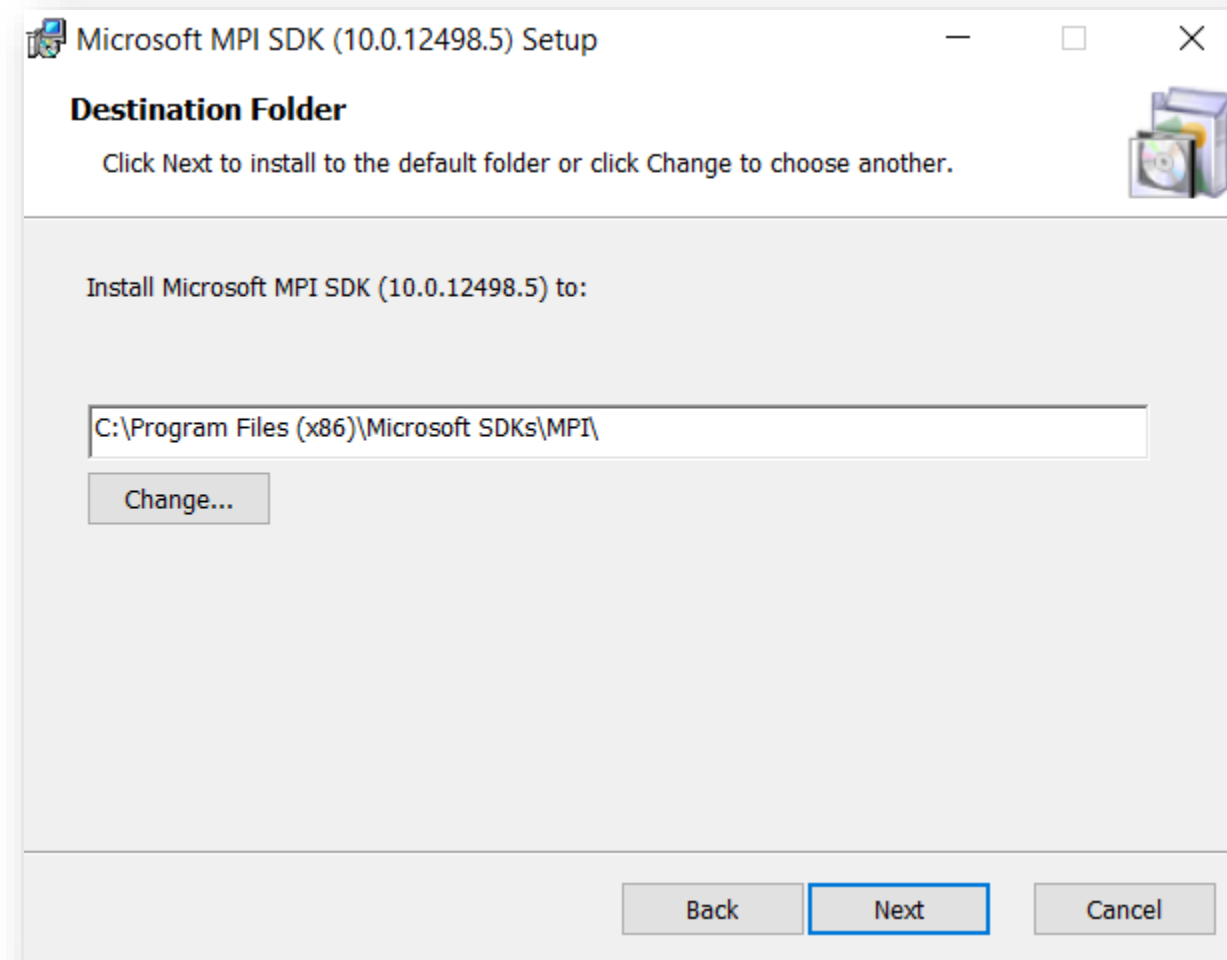 Microsoft MPI SDK (10.0.12498.5) Setup
Destination Folder
Click Next to install to the default folder or click Change to choose another.
Install Microsoft MPI SDK (10.0.12498.5) to:
C:\Program Files (x86)\Microsoft SDKs\MPI\
Change...
Back Next Cancel